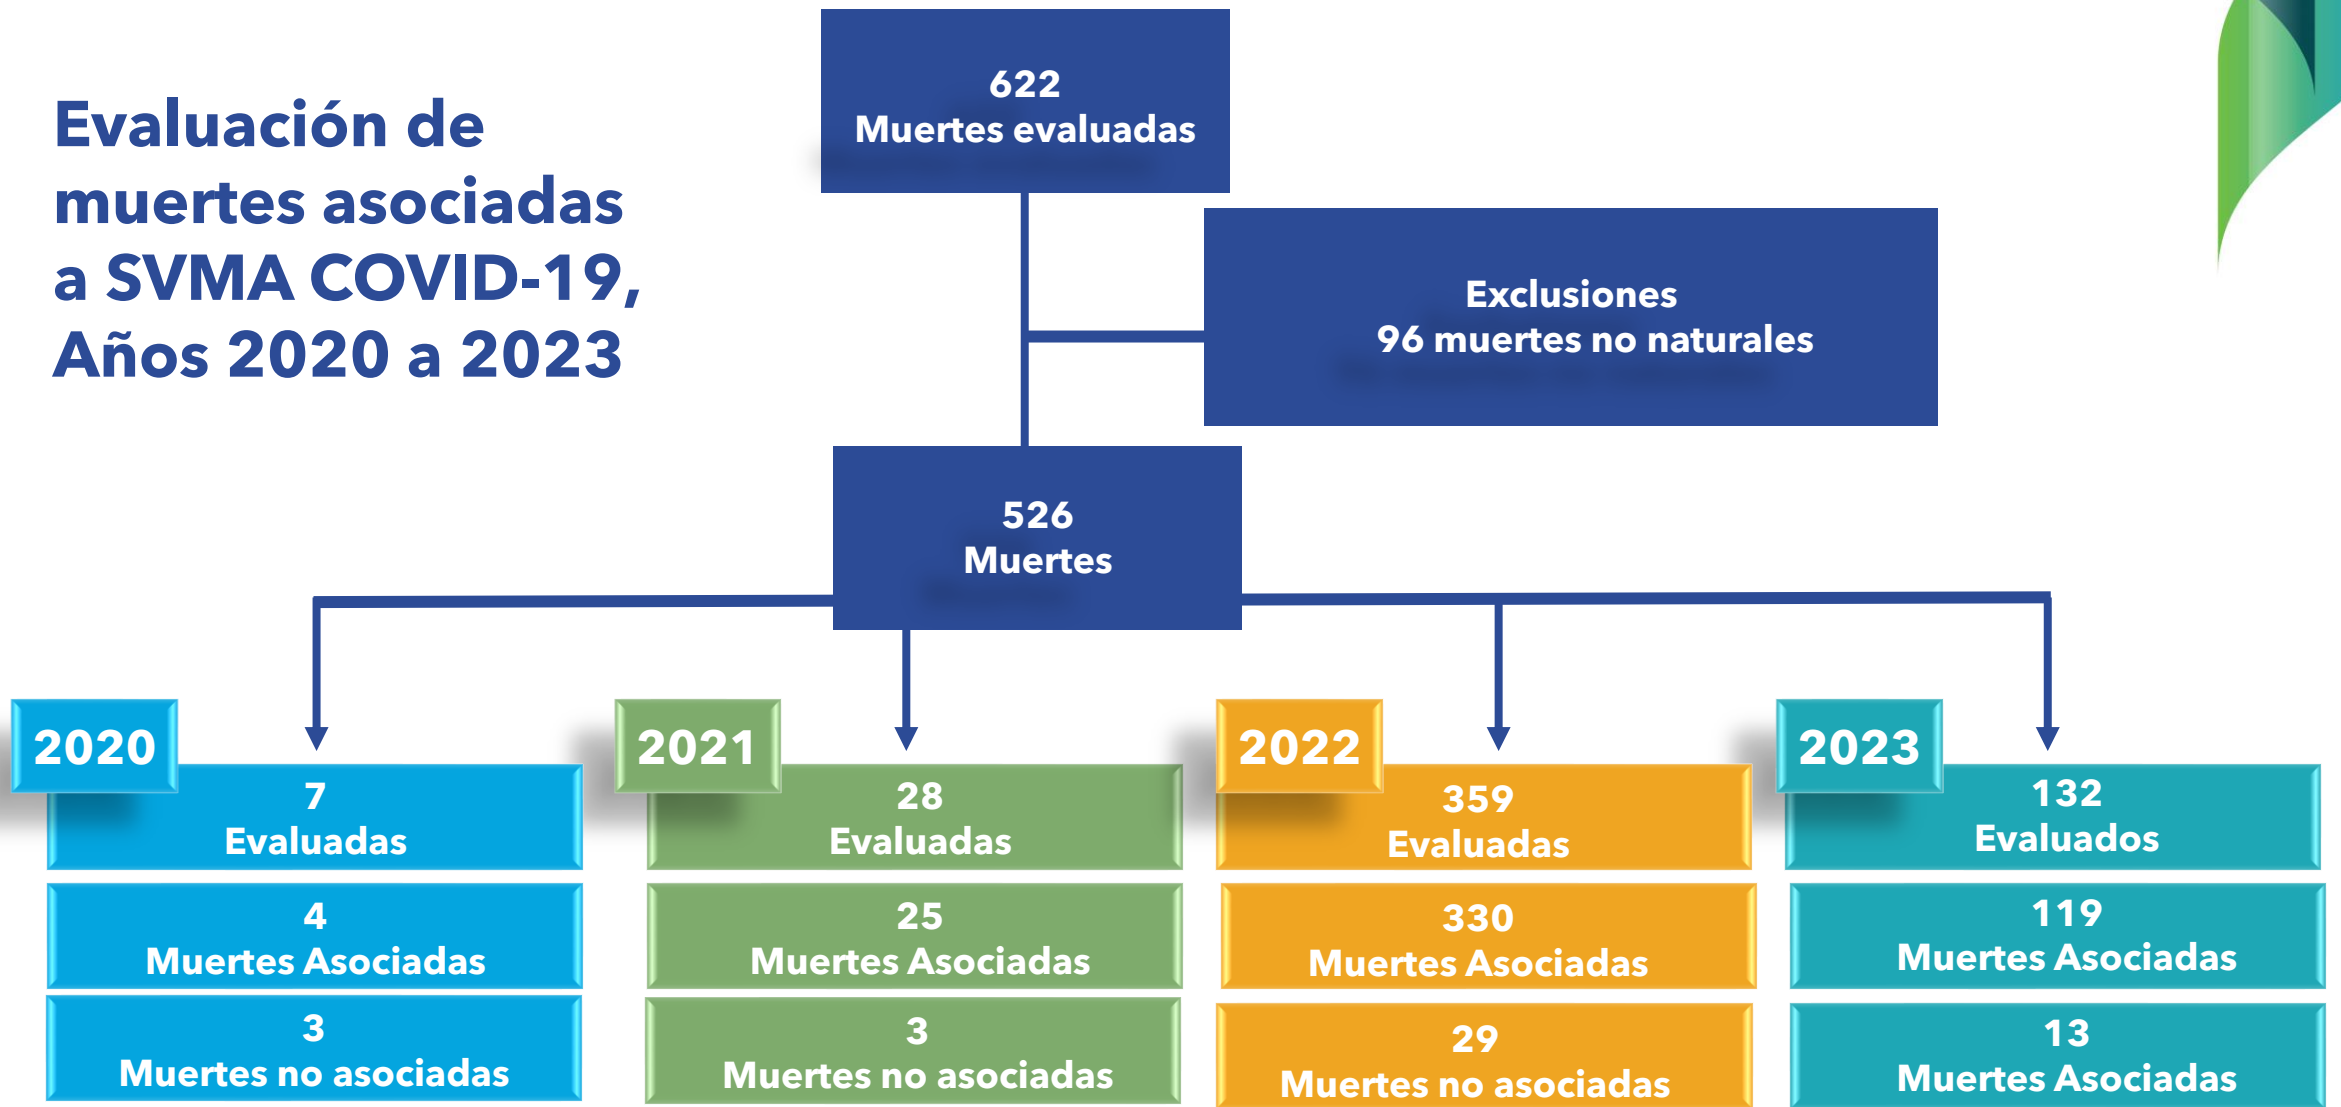 Evaluación de
muertes asociadas
a SVMA COVID-19,
Años 2020 a 2023
622
Muertes evaluadas
Exclusiones
96 muertes no naturales
526
Muertes
2020
7
Evaluadas
4
Muertes Asociadas
3
Muertes no asociadas
2021
28
Evaluadas
25
Muertes Asociadas
3
Muertes no asociadas
2022
359
Evaluadas
330
Muertes Asociadas
29
Muertes no asociadas
2023
132
Evaluados
119
Muertes Asociadas
13
Muertes Asociadas